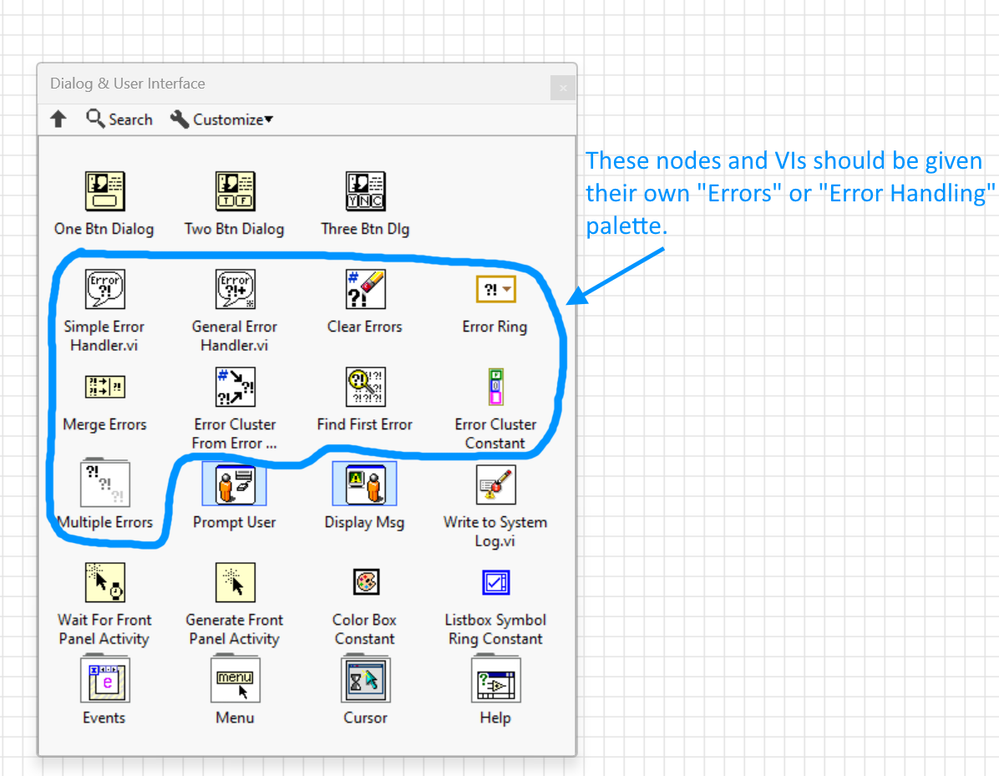 Dialog & User Interface
Search
Customize
These nodes and VIs should be given
their own "Errors" or "Error Handling"
palette.
Y N C
T F
One Btn Dialog
Two Btn Dialog
Three Btn Dlg
Error ?!
Error ?!+
# ?!
?!
Simple Error
Handler.vi
General Error
Handler.vi
Clear Errors
Error Ring
Merge Errors
Error Cluster
From Error ...
Find First Error
Error Cluster
Constant
?!
?!
?!
Multiple Errors
Prompt User
Display Msg
Write to System
Log.vi
Wait For Front
Panel Activity
Generate Front
Panel Activity
Color Box
Constant
Listbox Symbol
Ring Constant
e
menu
?
Events
Menu
Cursor
Help